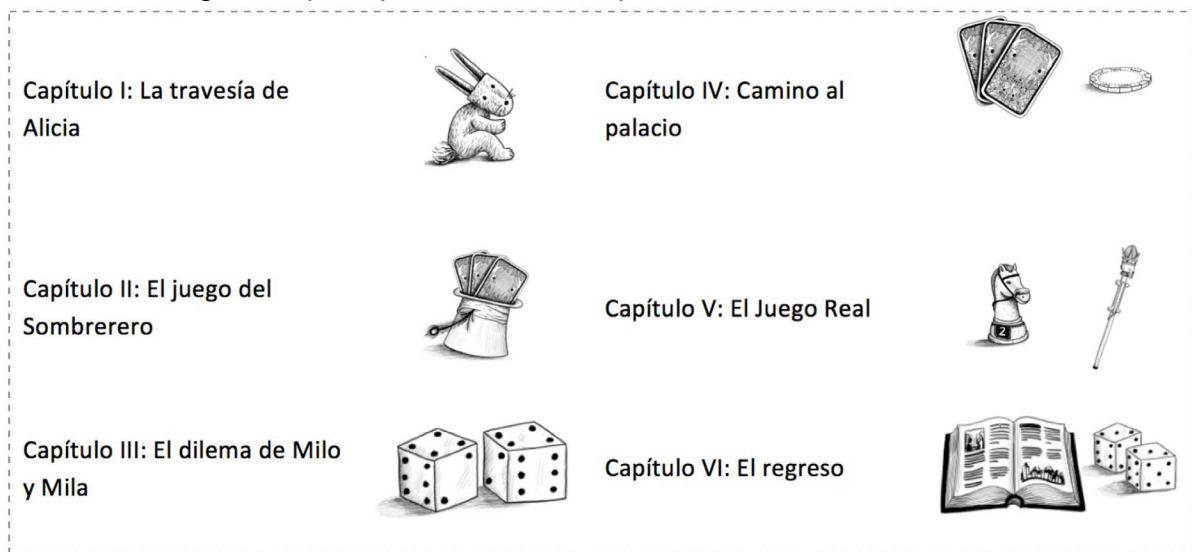 Capítulo I: La travesía de
Alicia
Capítulo II: El juego del
Sombrerero
Capítulo III: El dilema de Milo
y Mila
Capítulo IV: Camino al
palacio
Capítulo V: El Juego Real
2
Capítulo VI: El regreso